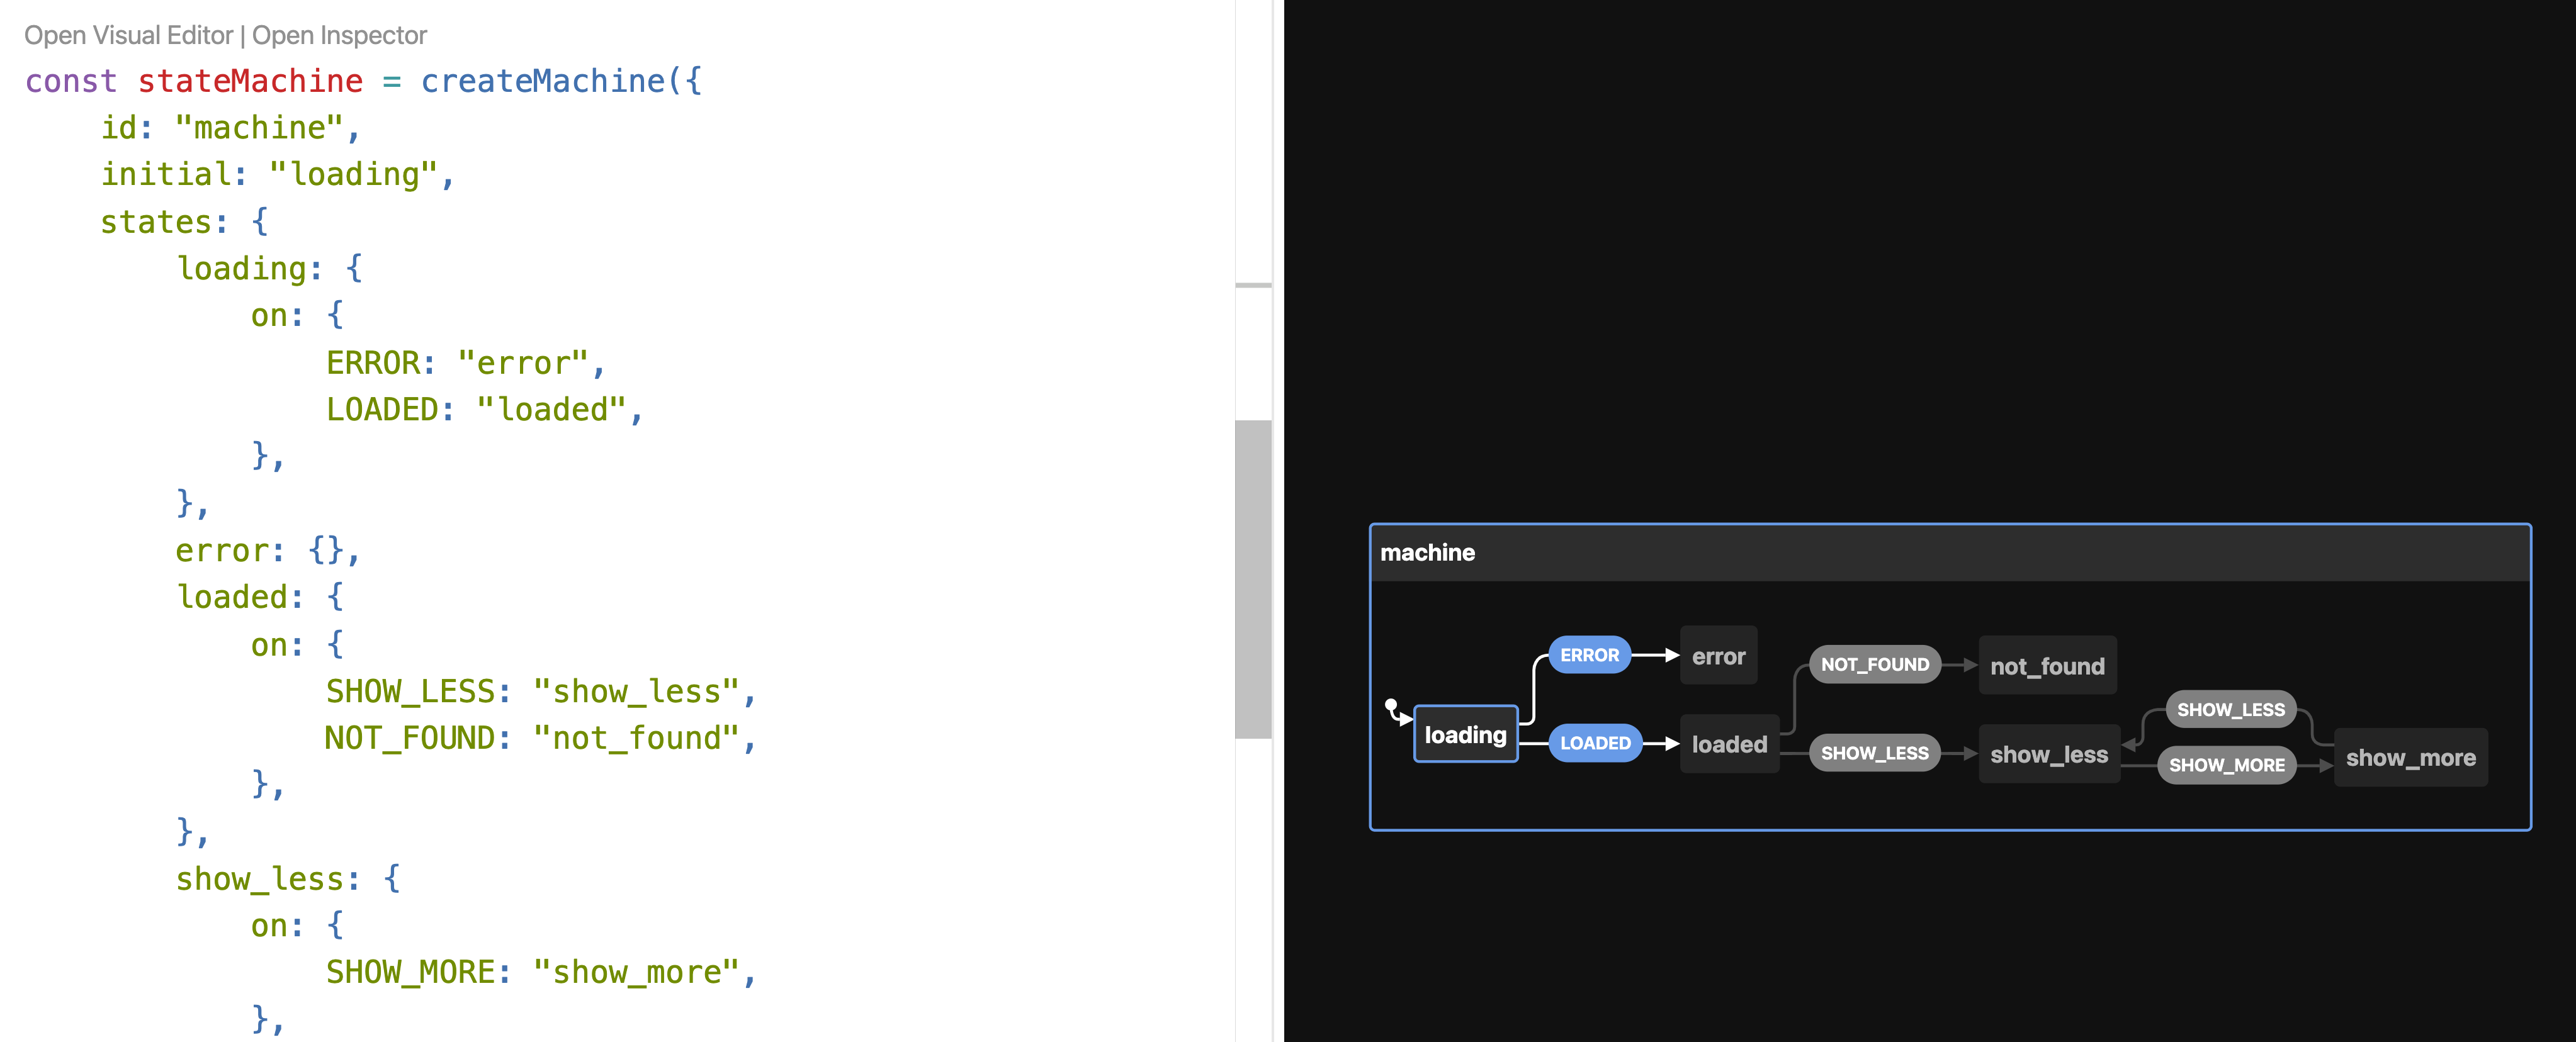 Open Visual Editor | Open Inspector
const stateMachine = createMachine({
id: "machine",
initial: "loading",
states: {
loading: {
on: {
ERROR: "error",
LOADED: "loaded",
},
},
error: {},
loaded: {
on: {
SHOW_LESS: "show_less",
NOT_FOUND: "not_found",
},
},
show_less: {
on: {
SHOW_MORE: "show_more",
},
machine
ERROR
error
NOT_FOUND
not_found
SHOW_LESS
loading
LOADED
loaded
SHOW_LESS
show_less
SHOW_MORE
show_more